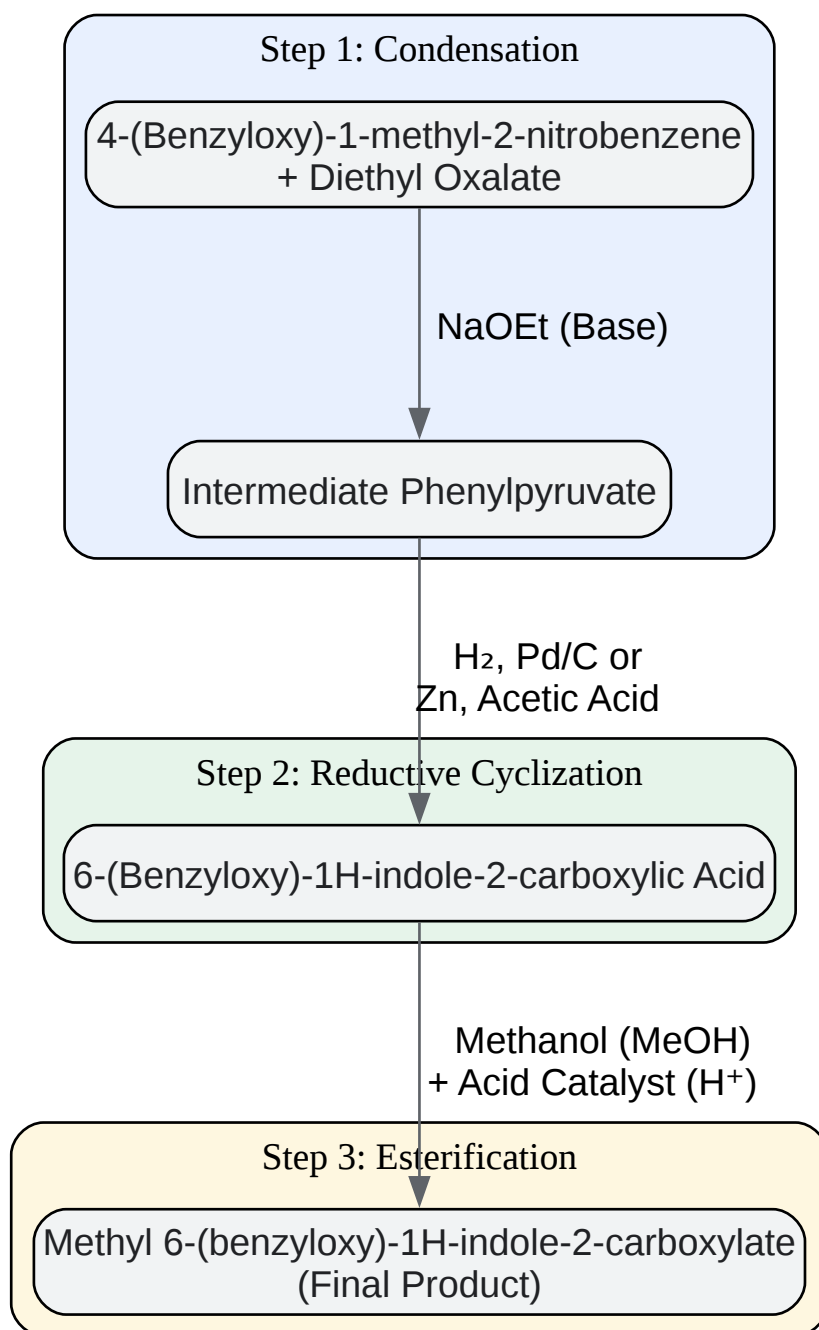 Step 1: Condensation
4-(Benzyloxy)-1-methyl-2-nitrobenzene
+ Diethyl Oxalate
NaOEt (Base)
Intermediate Phenylpyruvate
H₂, Pd/C or
Zn, Acetic Acid
Step 2: Reductive Cyclization
6-(Benzyloxy)-1H-indole-2-carboxylic Acid
Methanol (MeOH)
+ Acid Catalyst (H⁺)
Step 3: Esterification
Methyl 6-(benzyloxy)-1H-indole-2-carboxylate
(Final Product)